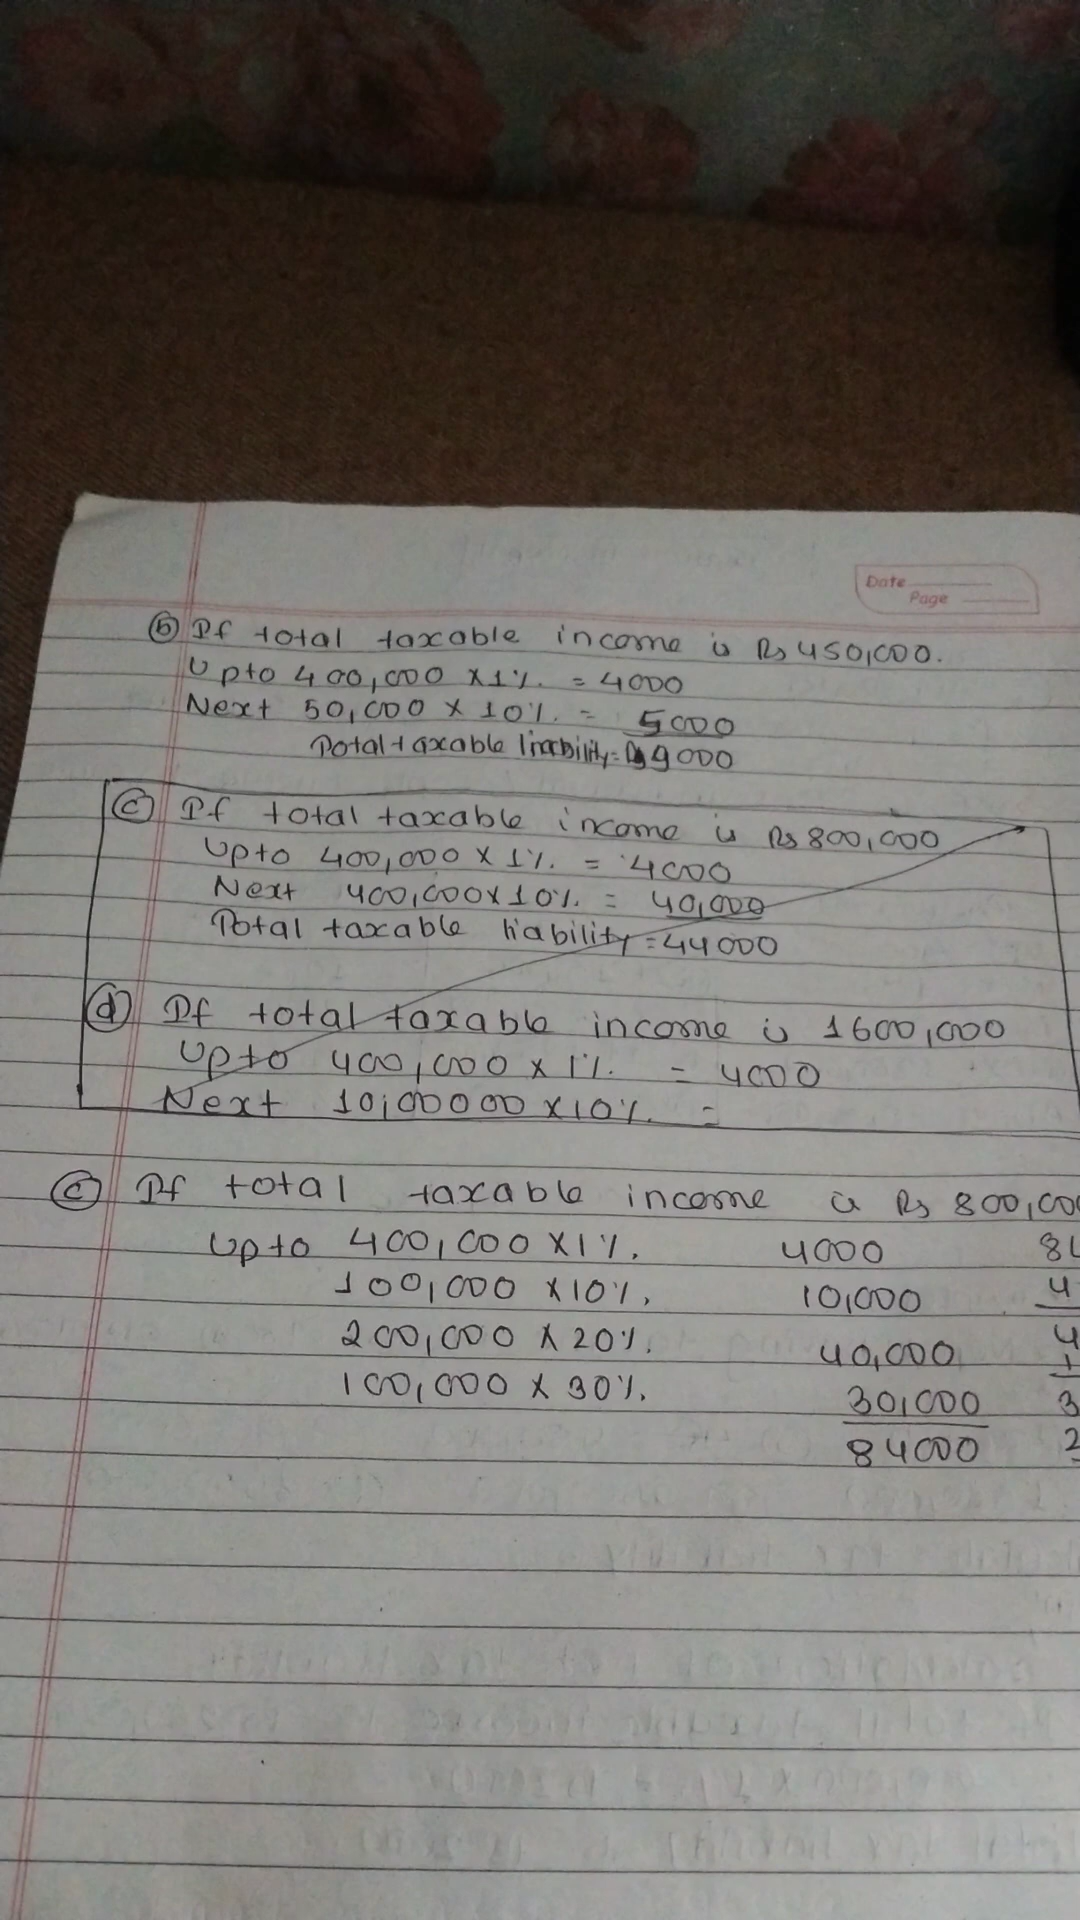 Date
Page
(b) If total taxable income is Rs 450,000.
Upto 400,000 x 1% = 4000
Next 50,000 x 10% = 5000
Total taxable liability = Rs 9000
(c) If total taxable income is Rs 800,000
Upto 400,000 x 1% = 4000
Next 400,000 x 10% = 40,000
Total taxable liability = 44000
(d) If total taxable income is 1600,000
Upto 400,000 x 1% = 4000
Next 10,00000 x 10% =
(c) If total taxable income is Rs 800,000
Upto 400,000 x 1% 4000
100,000 x 10% 10,000
200,000 x 20% 40,000
100,000 x 30% 30,000
84000